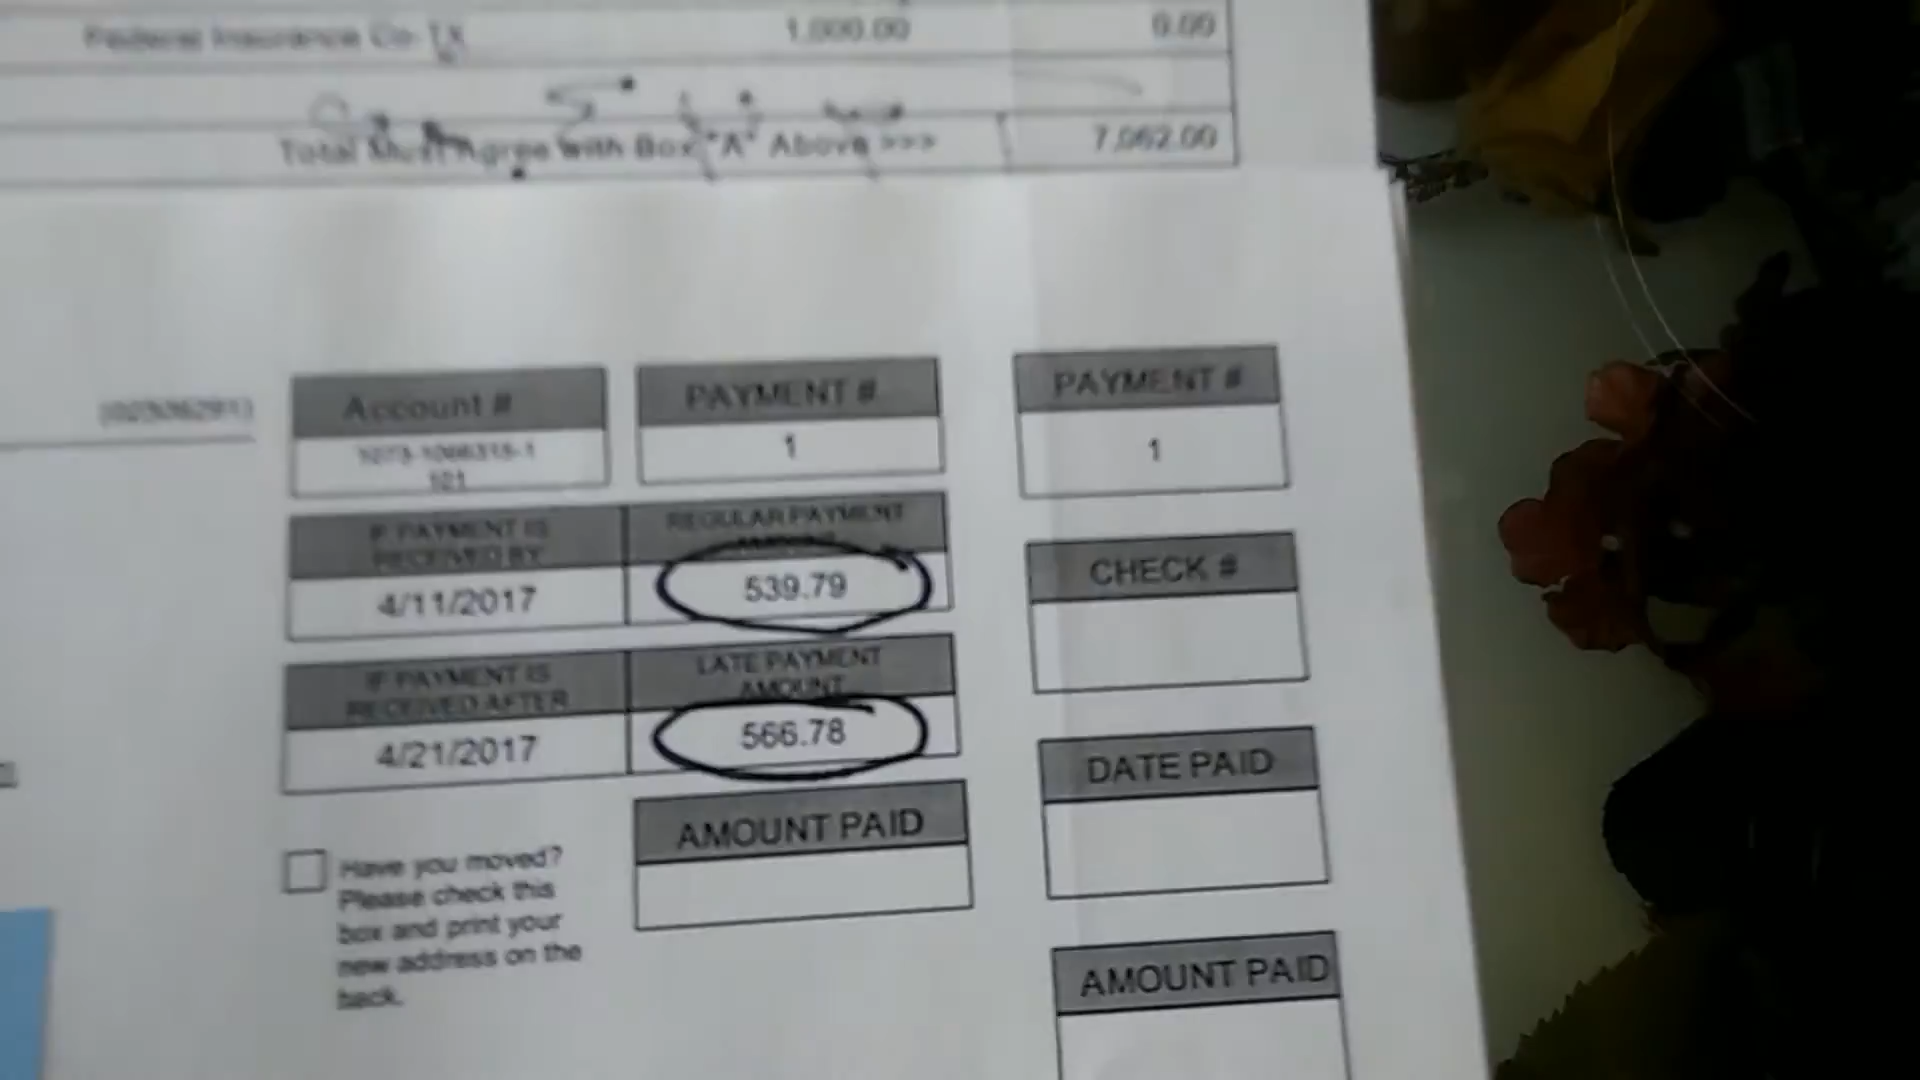 Federal Insurance Co TX 1,000.00 0.00
Total Must Agree with Box "A" Above >>> 7,062.00
Account #
101
PAYMENT #
1
IF PAYMENT IS
RECEIVED BY
4/11/2017
REGULAR PAYMENT
AMOUNT
539.79
IF PAYMENT IS
RECEIVED AFTER
4/21/2017
LATE PAYMENT
AMOUNT
566.78
Have you moved?
Please check this
box and print your
new address on the
back.
AMOUNT PAID
PAYMENT #
1
CHECK #
DATE PAID
AMOUNT PAID